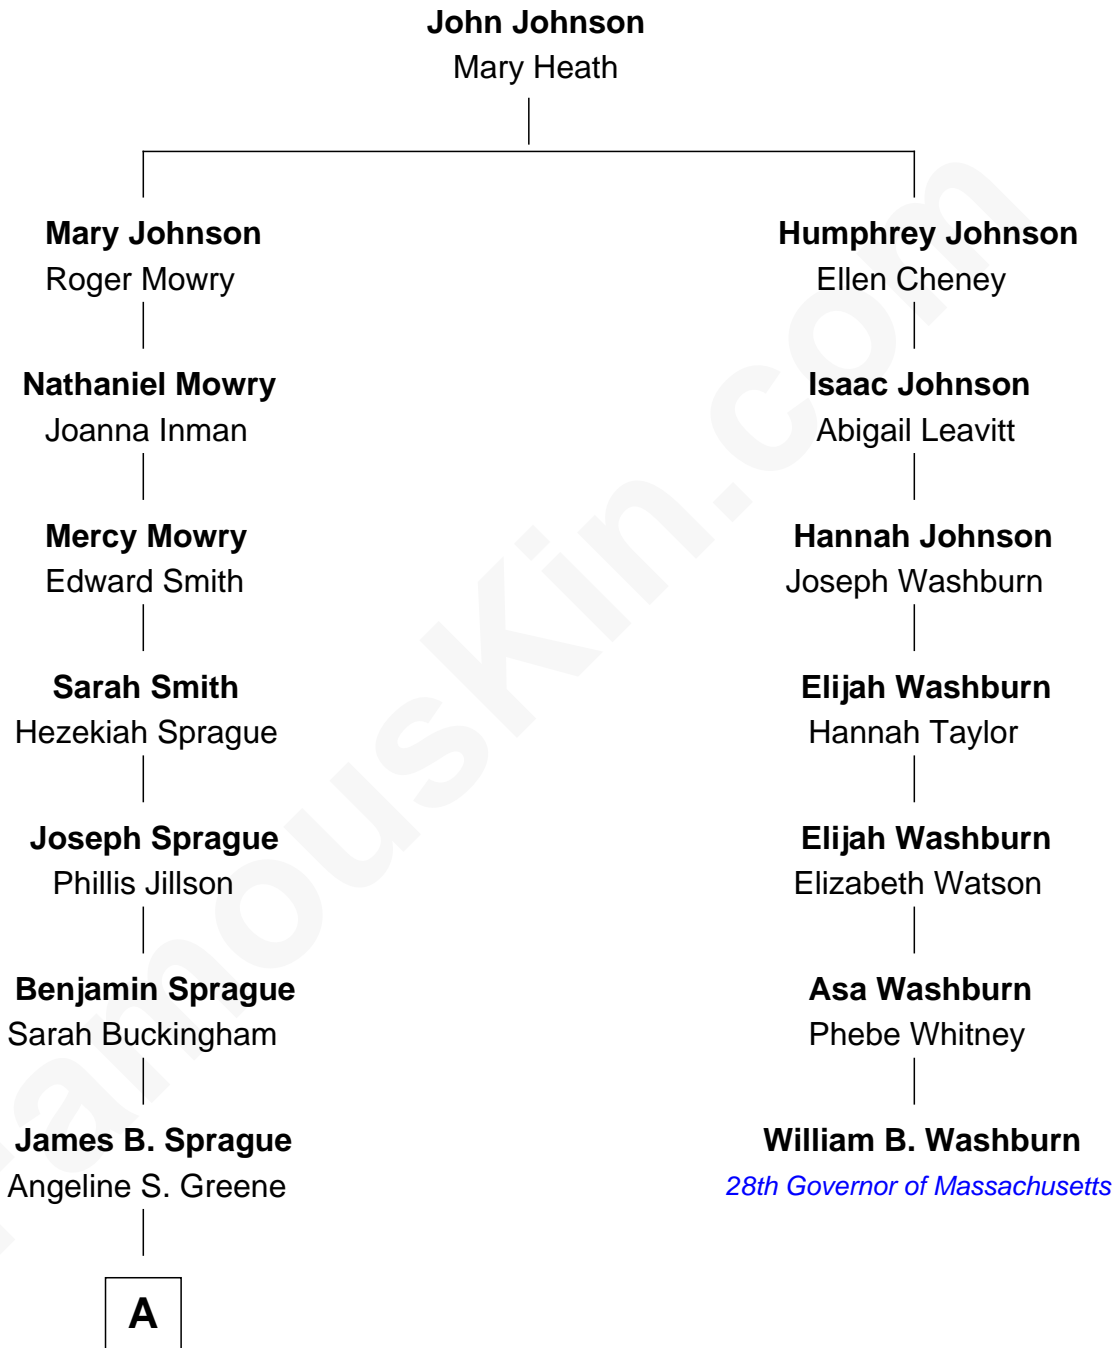 John Johnson
Mary Heath
Mary Johnson
Roger Mowry
Humphrey Johnson
Ellen Cheney
Nathaniel Mowry
Joanna Inman
Isaac Johnson
Abigail Leavitt
Mercy Mowry
Edward Smith
Hannah Johnson
Joseph Washburn
Sarah Smith
Hezekiah Sprague
Elijah Washburn
Hannah Taylor
Joseph Sprague
Phillis Jillson
Elijah Washburn
Elizabeth Watson
Benjamin Sprague
Sarah Buckingham
Asa Washburn
Phebe Whitney
James B. Sprague
Angeline S. Greene
William B. Washburn
28th Governor of Massachusetts
A
FamousKin.com